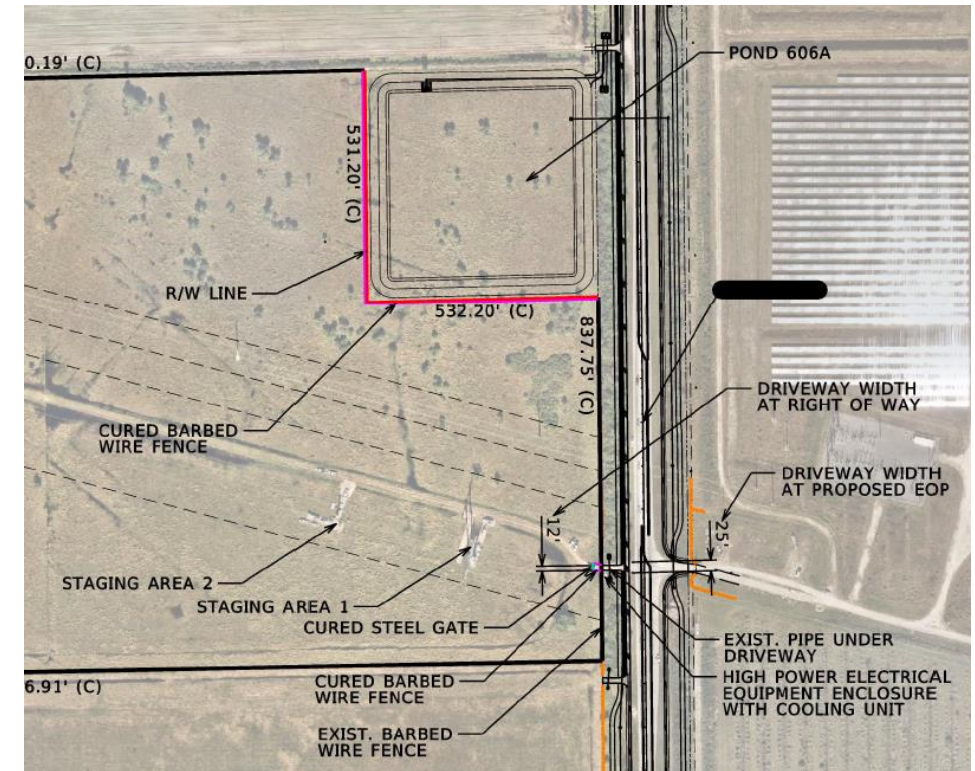 0.19' (C)
POND 606A
531.20' (C)
R/W LINE
532.20' (C)
837.75' (C)
DRIVEWAY WIDTH
AT RIGHT OF WAY
CURED BARBED
WIRE FENCE
DRIVEWAY WIDTH
AT PROPOSED EOP
12'
25'
STAGING AREA 2
STAGING AREA 1
CURED STEEL GATE
EXIST. PIPE UNDER
DRIVEWAY
6.91' (C)
CURED BARBED
WIRE FENCE
HIGH POWER ELECTRICAL
EQUIPMENT ENCLOSURE
WITH COOLING UNIT
EXIST. BARBED
WIRE FENCE